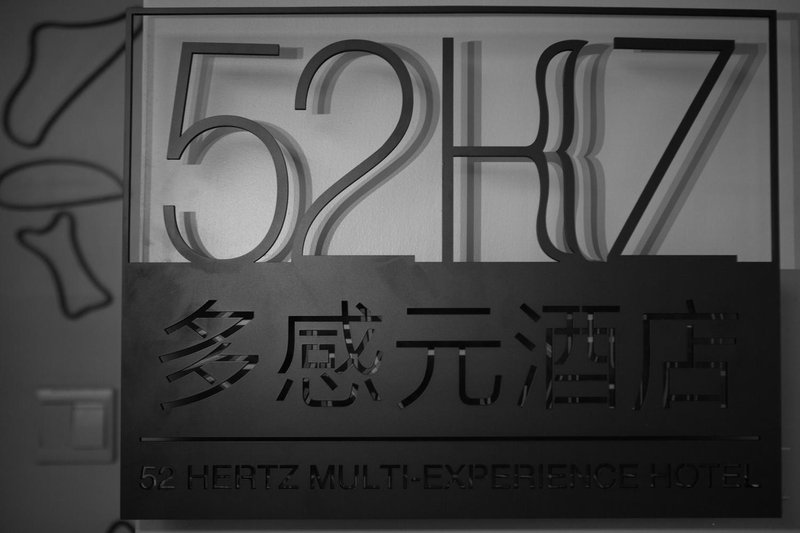 52HZ
多感元酒店
52 HERTZ MULTI-EXPERIENCE HOTEL